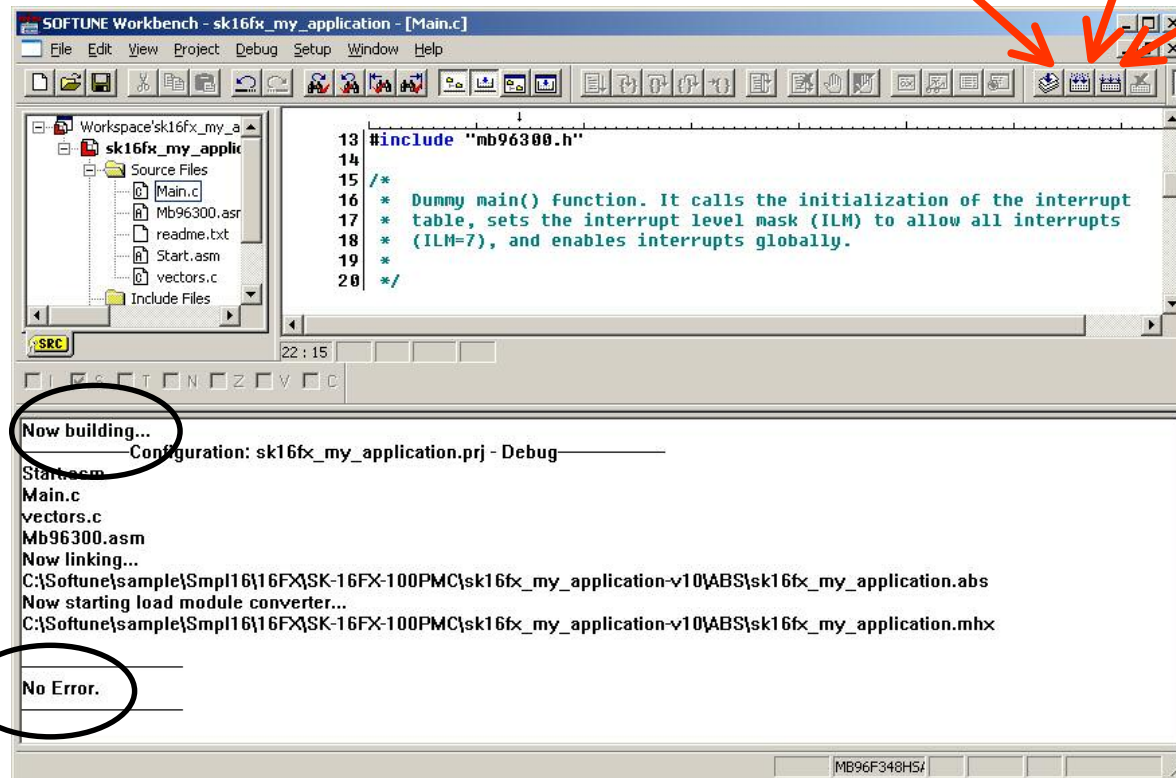 SOFTUNE Workbench - sk16fx_my_application - [Main.c]
File Edit View Project Debug Setup Window Help
Workspace'sk16fx_my_a
sk16fx_my_applic
Source Files
Main.c
Mb96300.asr
readme.txt
Start.asm
vectors.c
Include Files
SRC
13 #include "mb96300.h"
14
15 /*
16 * Dummy main() function. It calls the initialization of the interrupt
17 * table, sets the interrupt level mask (ILM) to allow all interrupts
18 * (ILM=7), and enables interrupts globally.
19 *
20 */
22 : 15
I S T N Z V C
Now building...
Configuration: sk16fx_my_application.prj - Debug
Start.asm
Main.c
vectors.c
Mb96300.asm
Now linking...
C:\Softune\sample\Smpl16\16FX\SK-16FX-100PMC\sk16fx_my_application-v10\ABS\sk16fx_my_application.abs
Now starting load module converter...
C:\Softune\sample\Smpl16\16FX\SK-16FX-100PMC\sk16fx_my_application-v10\ABS\sk16fx_my_application.mhx
No Error.
MB96F348HSA